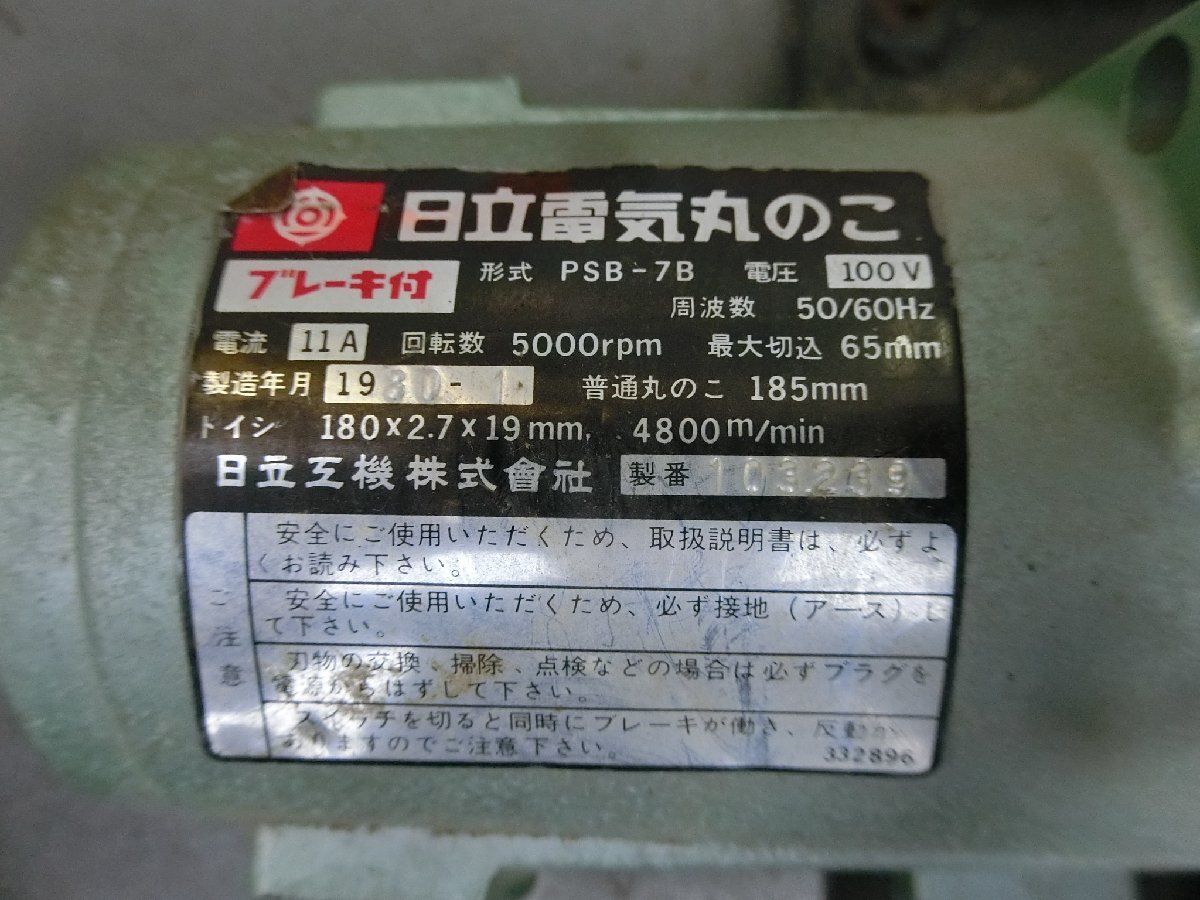 日立電気丸のこ
ブレーキ付 形式 PSB-7B 電圧 100V
周波数 50/60Hz
電流 11A 回転数 5000rpm 最大切込 65mm
製造年月 1980-1 普通丸のこ 185mm
トイシ 180×2.7×19mm, 4800m/min
日立工機株式會社 製番 103239
ご注意
安全にご使用いただくため、取扱説明書は、必ずよ
くお読み下さい。
安全にご使用いただくため、必ず接地(アース)し
て下さい。
刃物の交換、掃除、点検などの場合は必ずプラグを
電源からはずして下さい。
スイッチを切ると同時にブレーキが働き、反動が
ありますのでご注意下さい。
332896